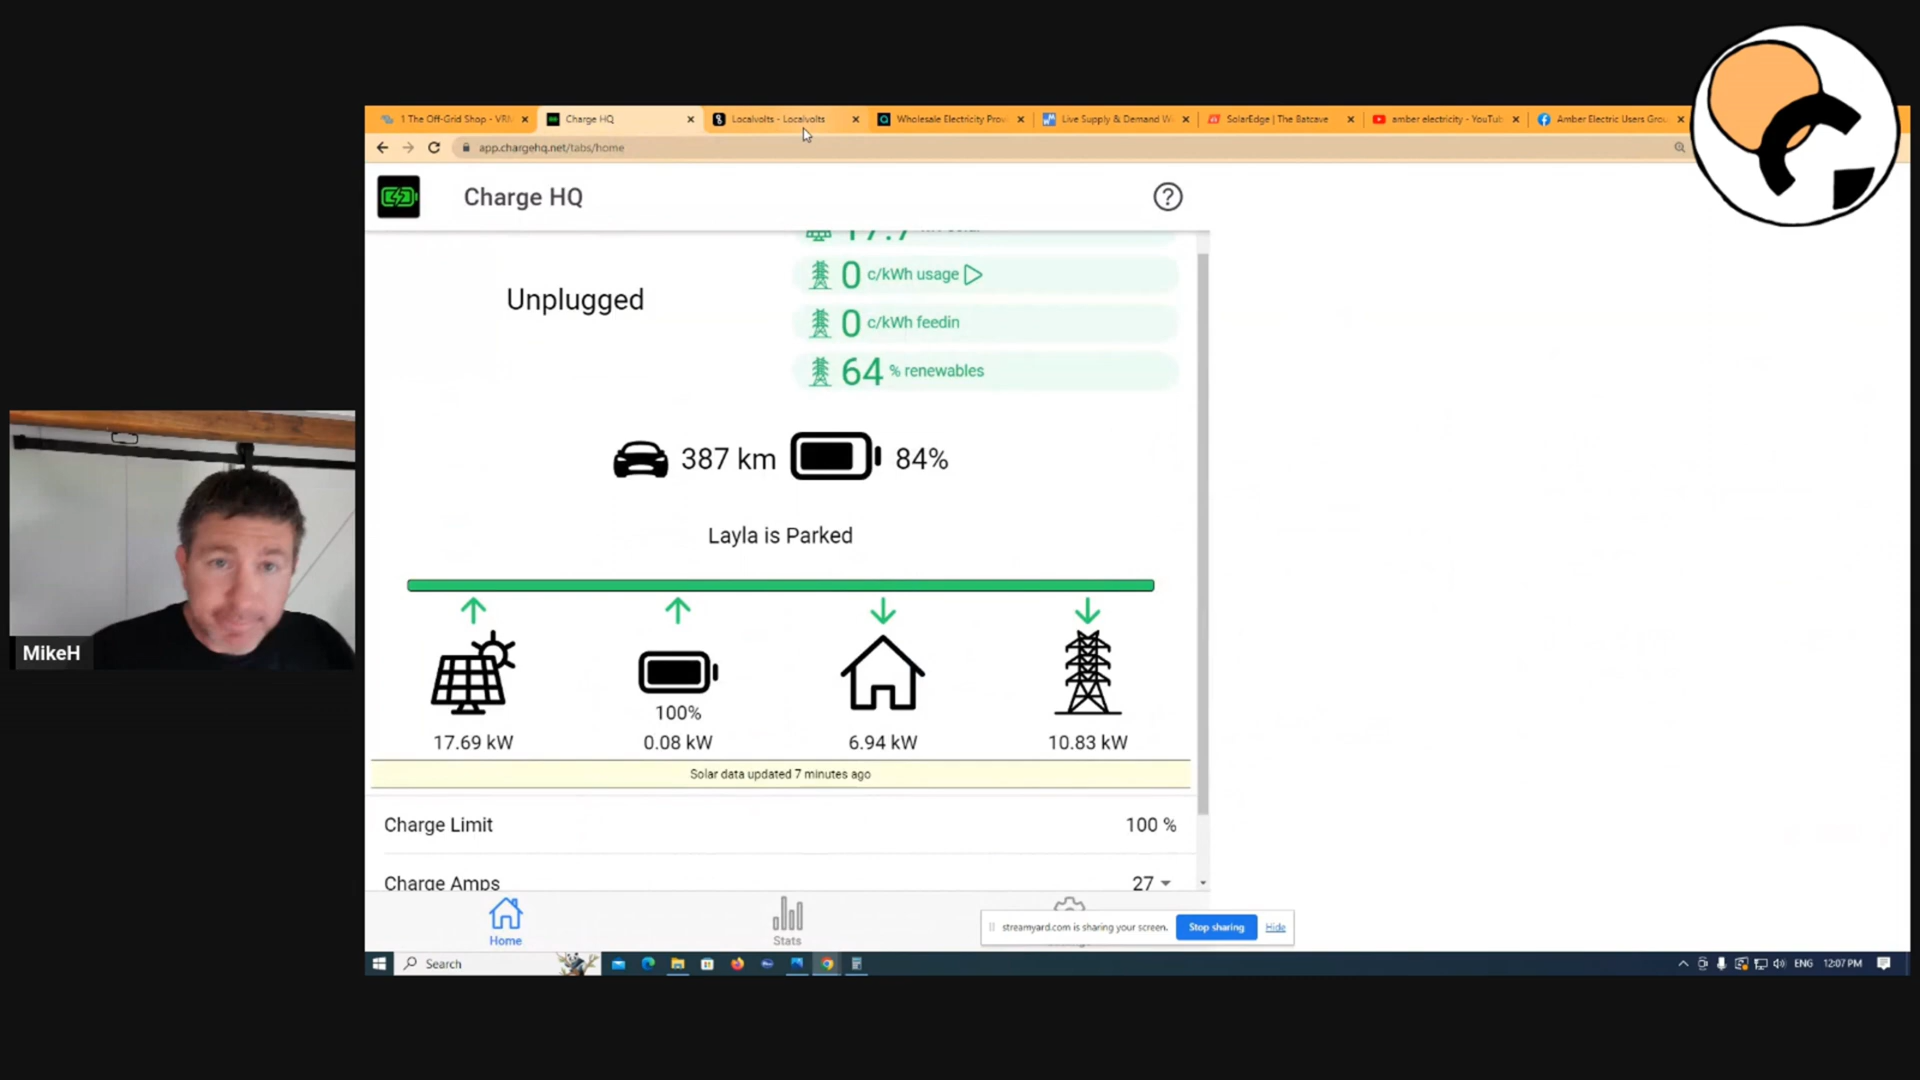 1 The Off-Grid Shop - VRM
Charge HQ
Localvolts - Localvolts
Wholesale Electricity Prov
Live Supply & Demand W
SolarEdge | The Batcave
amber electricity - YouTub
Amber Electric Users Grou
app.chargehq.net/tabs/home
Charge HQ
17.7
0 c/kWh usage
Unplugged
0 c/kWh feedin
64 % renewables
387 km
84%
Layla is Parked
100%
17.69 kW
0.08 kW
6.94 kW
10.83 kW
Solar data updated 7 minutes ago
Charge Limit
100 %
Charge Amps
27
Home
Stats
streamyard.com is sharing your screen.
Stop sharing
Hide
MikeH
Search
ENG
12:07 PM